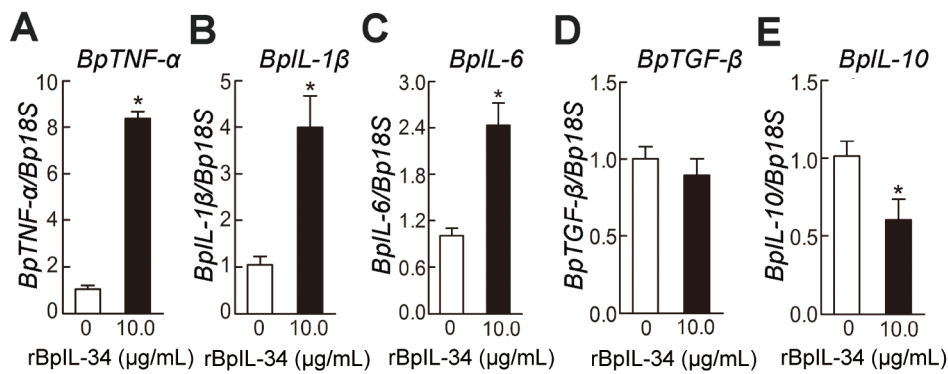 A
BpTNF-α
BpTNF-α/Bp18S
10
8
6
4
2
0
*
0
10.0
rBpIL-34 (μg/mL)
B
BpIL-1β
BpIL-1β/Bp18S
5
4
3
2
1
0
*
0
10.0
rBpIL-34 (μg/mL)
C
BpIL-6
BpIL-6/Bp18S
3.0
2.4
1.8
1.2
0.6
0.0
*
0
10.0
rBpIL-34 (μg/mL)
D
BpTGF-β
BpTGF-β/Bp18S
1.5
1.0
0.5
0.0
0
10.0
rBpIL-34 (μg/mL)
E
BpIL-10
BpIL-10/Bp18S
1.5
1.0
0.5
0.0
*
0
10.0
rBpIL-34 (μg/mL)